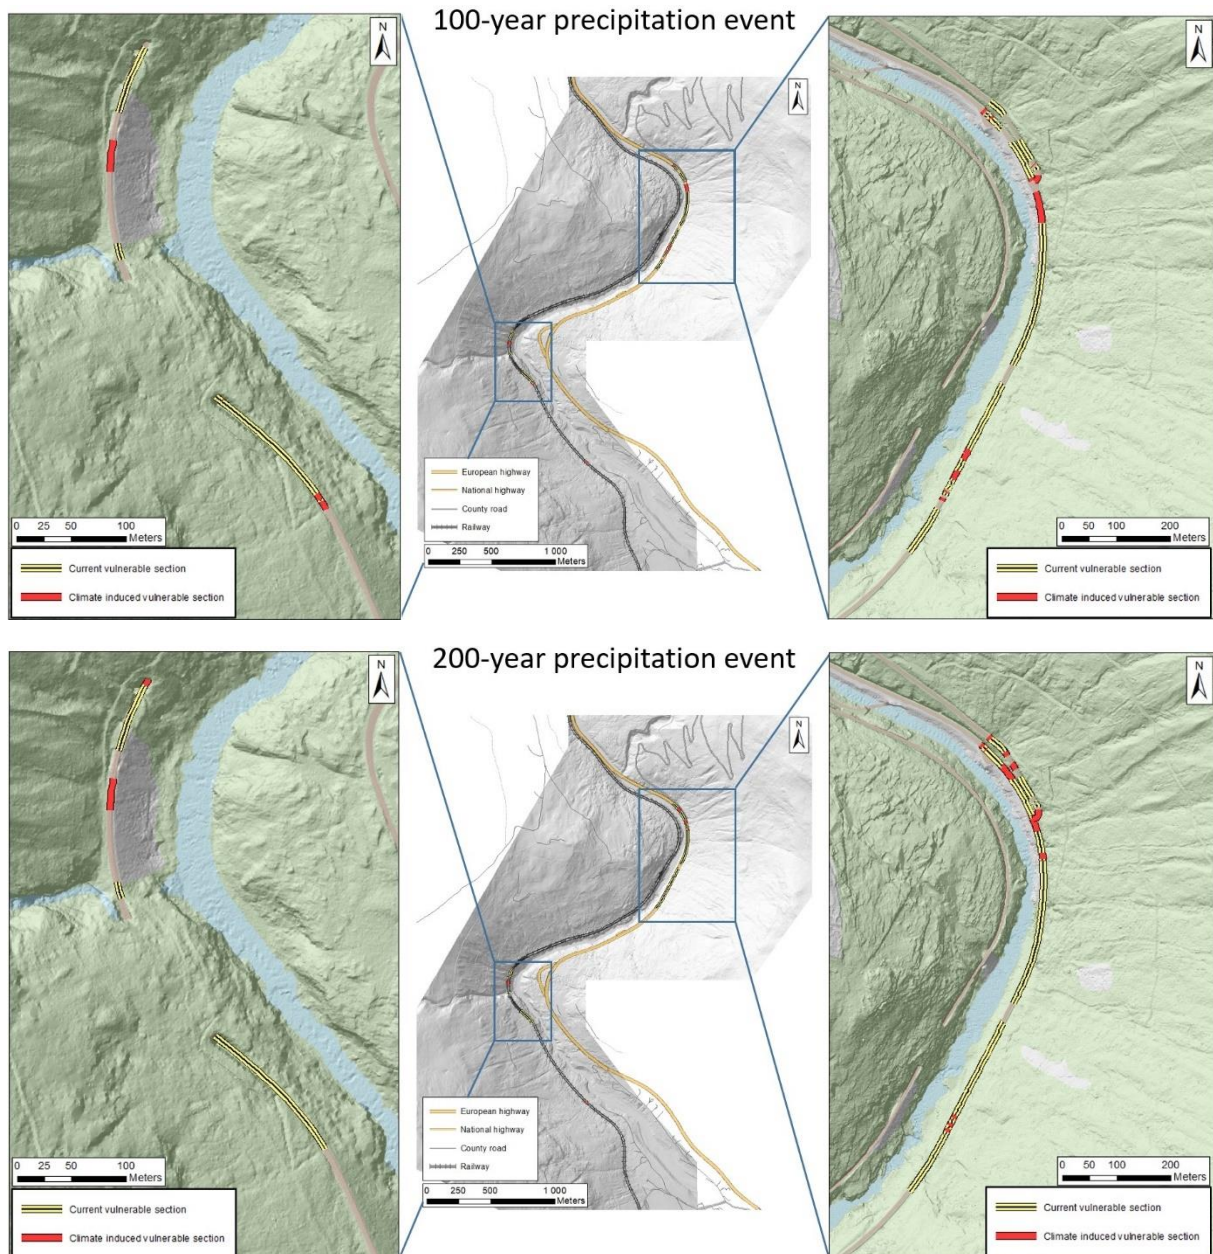 100-year precipitation event
N
N
N
European highway
National highway
County road
Railway
0 250 500 1 000
Meters
0 25 50 100
Meters
Current vulnerable section
Climate induced vulnerable section
0 50 100 200
Meters
Current vulnerable section
Climate induced vulnerable section
200-year precipitation event
N
N
N
European highway
National highway
County road
Railway
0 250 500 1 000
Meters
0 25 50 100
Meters
Current vulnerable section
Climate induced vulnerable section
0 50 100 200
Meters
Current vulnerable section
Climate induced vulnerable section